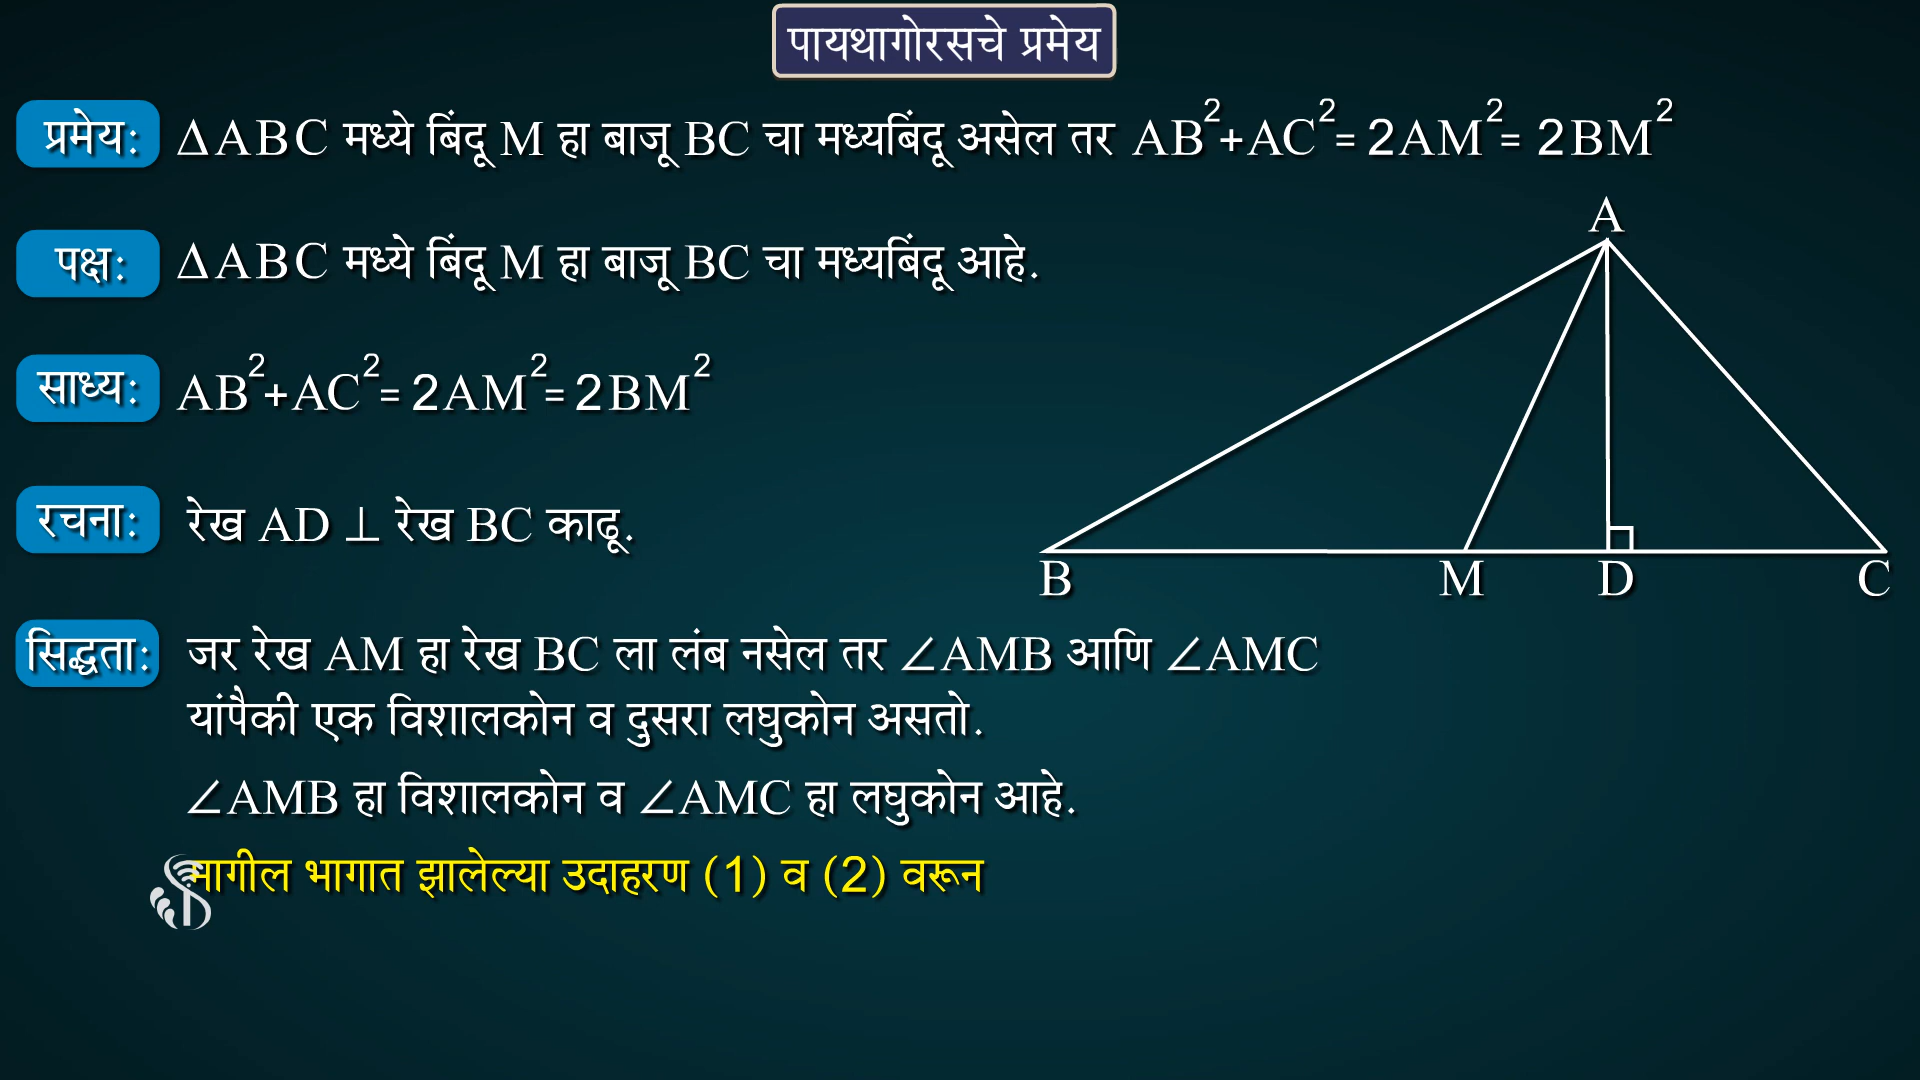 पायथागोरसचे प्रमेय
प्रमेय: ΔABC मध्ये बिंदू M हा बाजू BC चा मध्यबिंदू असेल तर AB²+AC²= 2AM²= 2BM²
पक्ष: ΔABC मध्ये बिंदू M हा बाजू BC चा मध्यबिंदू आहे.
साध्य: AB²+AC²= 2AM²= 2BM²
रचना: रेख AD ⊥ रेख BC काढू.
A
B M D C
सिद्धता: जर रेख AM हा रेख BC ला लंब नसेल तर ∠AMB आणि ∠AMC
यांपैकी एक विशालकोन व दुसरा लघुकोन असतो.
∠AMB हा विशालकोन व ∠AMC हा लघुकोन आहे.
मागील भागात झालेल्या उदाहरण (1) व (2) वरून